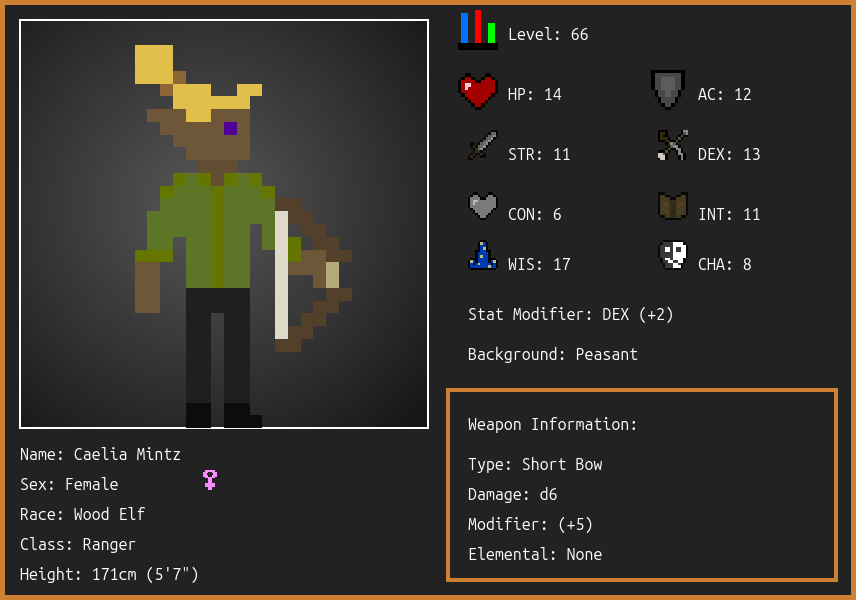 Level: 66
HP: 14
AC: 12
STR: 11
DEX: 13
CON: 6
INT: 11
WIS: 17
CHA: 8
Stat Modifier: DEX (+2)
Background: Peasant
Weapon Information:
Type: Short Bow
Damage: d6
Modifier: (+5)
Elemental: None
Name: Caelia Mintz
Sex: Female
Race: Wood Elf
Class: Ranger
Height: 171cm (5'7")